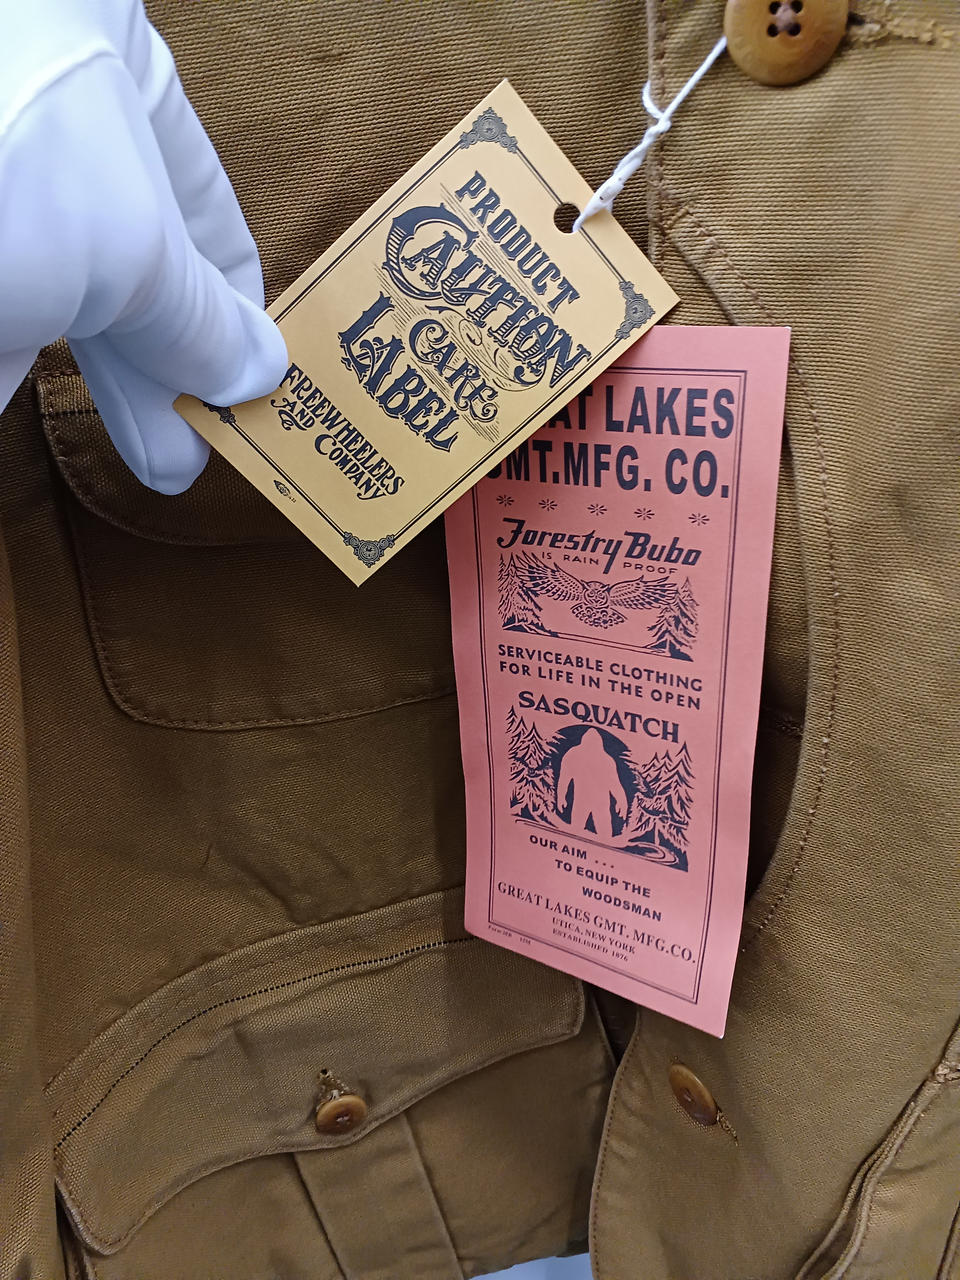 PRODUCT
CAUTION
CARE
LABEL
FREEWHEELERS
AND COMPANY
LAKES
GMT.MFG. CO.
Forestry Bubo
IS RAIN PROOF
SERVICEABLE CLOTHING
FOR LIFE IN THE OPEN
SASQUATCH
OUR AIM ...
TO EQUIP THE
WOODSMAN
GREAT LAKES GMT. MFG.CO.
UTICA, NEW YORK
ESTABLISHED 1876